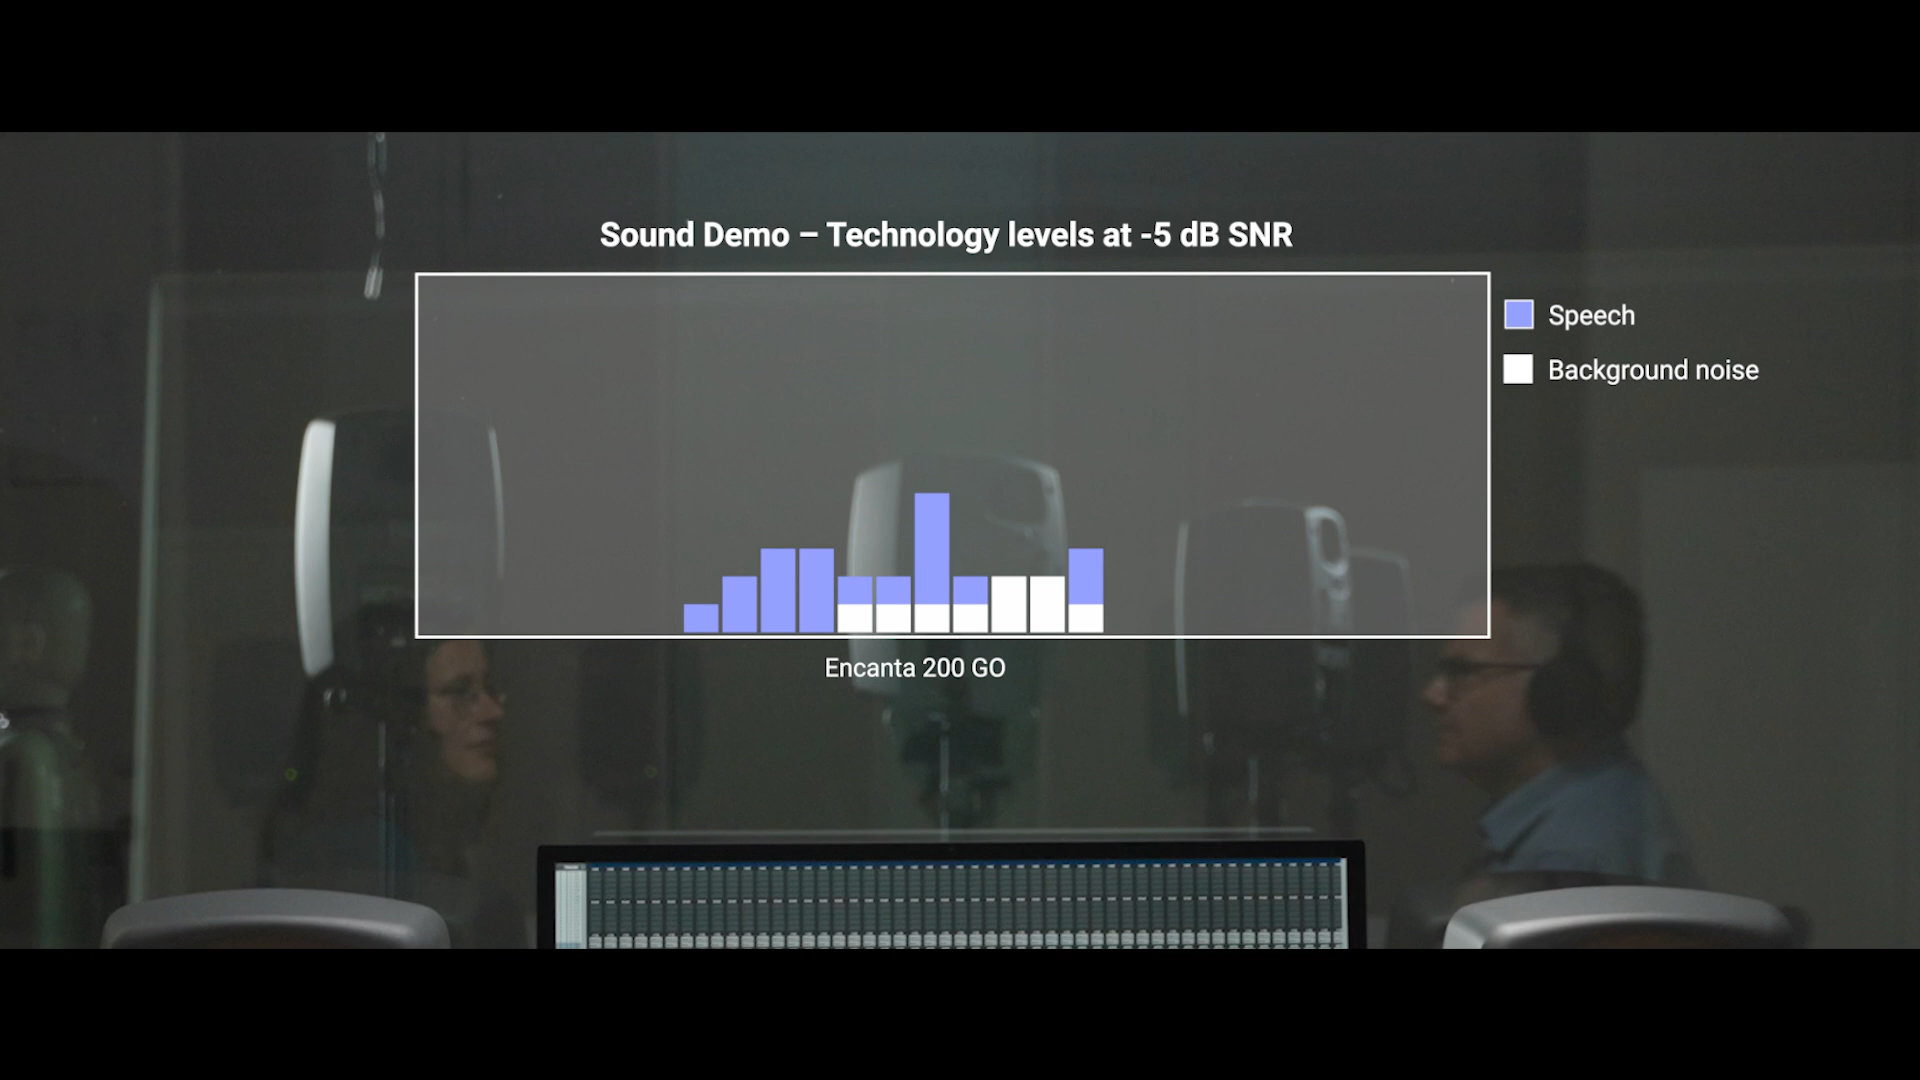 Sound Demo – Technology levels at -5 dB SNR
Speech
Background noise
Encanta 200 GO